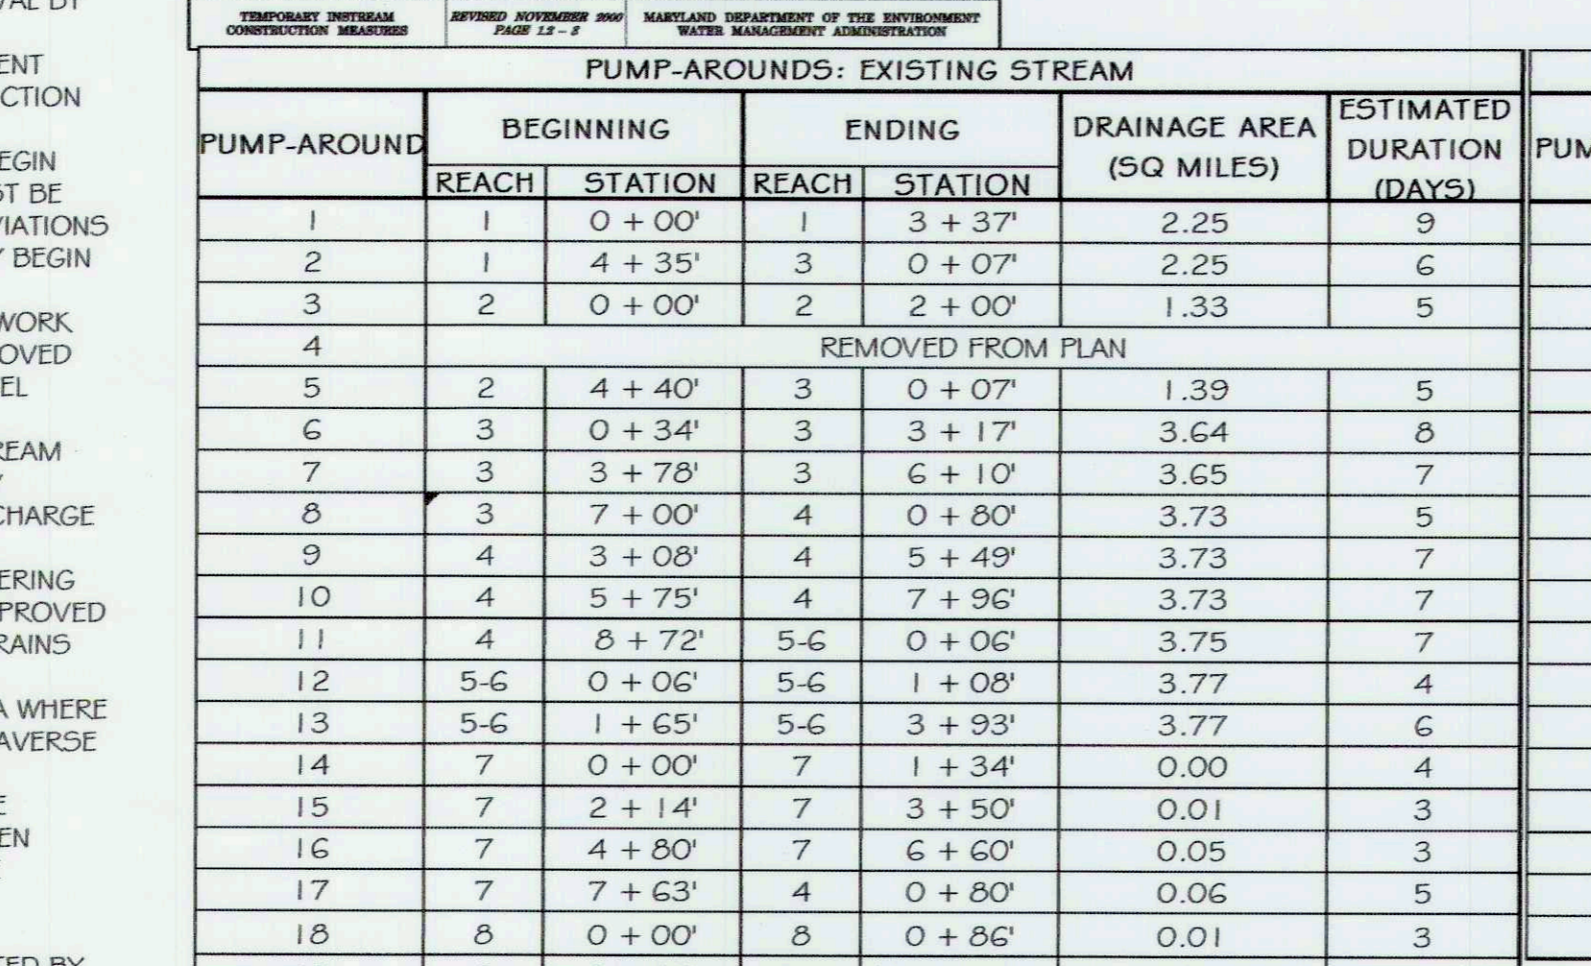 VAL BY
TEMPORARY INSTREAM
CONSTRUCTION MEASURES
REVISED NOVEMBER 2000
PAGE 1.2 - 8
MARYLAND DEPARTMENT OF THE ENVIRONMENT
WATER MANAGEMENT ADMINISTRATION
ENT
CTION
EGIN
ST BE
VIATIONS
Y BEGIN
WORK
OVED
EL
REAM
CHARGE
ERING
PROVED
RAINS
A WHERE
AVERSE
E
EN
TED BY
PUMP-AROUNDS: EXISTING STREAM
PUMP-AROUND BEGINNING ENDING DRAINAGE AREA (SQ MILES) ESTIMATED DURATION (DAYS) PUM
REACH STATION REACH STATION
1 1 0 + 00' 1 3 + 37' 2.25 9
2 1 4 + 35' 3 0 + 07' 2.25 6
3 2 0 + 00' 2 2 + 00' 1.33 5
4 REMOVED FROM PLAN
5 2 4 + 40' 3 0 + 07' 1.39 5
6 3 0 + 34' 3 3 + 17' 3.64 8
7 3 3 + 78' 3 6 + 10' 3.65 7
8 3 7 + 00' 4 0 + 80' 3.73 5
9 4 3 + 08' 4 5 + 49' 3.73 7
10 4 5 + 75' 4 7 + 96' 3.73 7
11 4 8 + 72' 5-6 0 + 06' 3.75 7
12 5-6 0 + 06' 5-6 1 + 08' 3.77 4
13 5-6 1 + 65' 5-6 3 + 93' 3.77 6
14 7 0 + 00' 7 1 + 34' 0.00 4
15 7 2 + 14' 7 3 + 50' 0.01 3
16 7 4 + 80' 7 6 + 60' 0.05 3
17 7 7 + 63' 4 0 + 80' 0.06 5
18 8 0 + 00' 8 0 + 86' 0.01 3